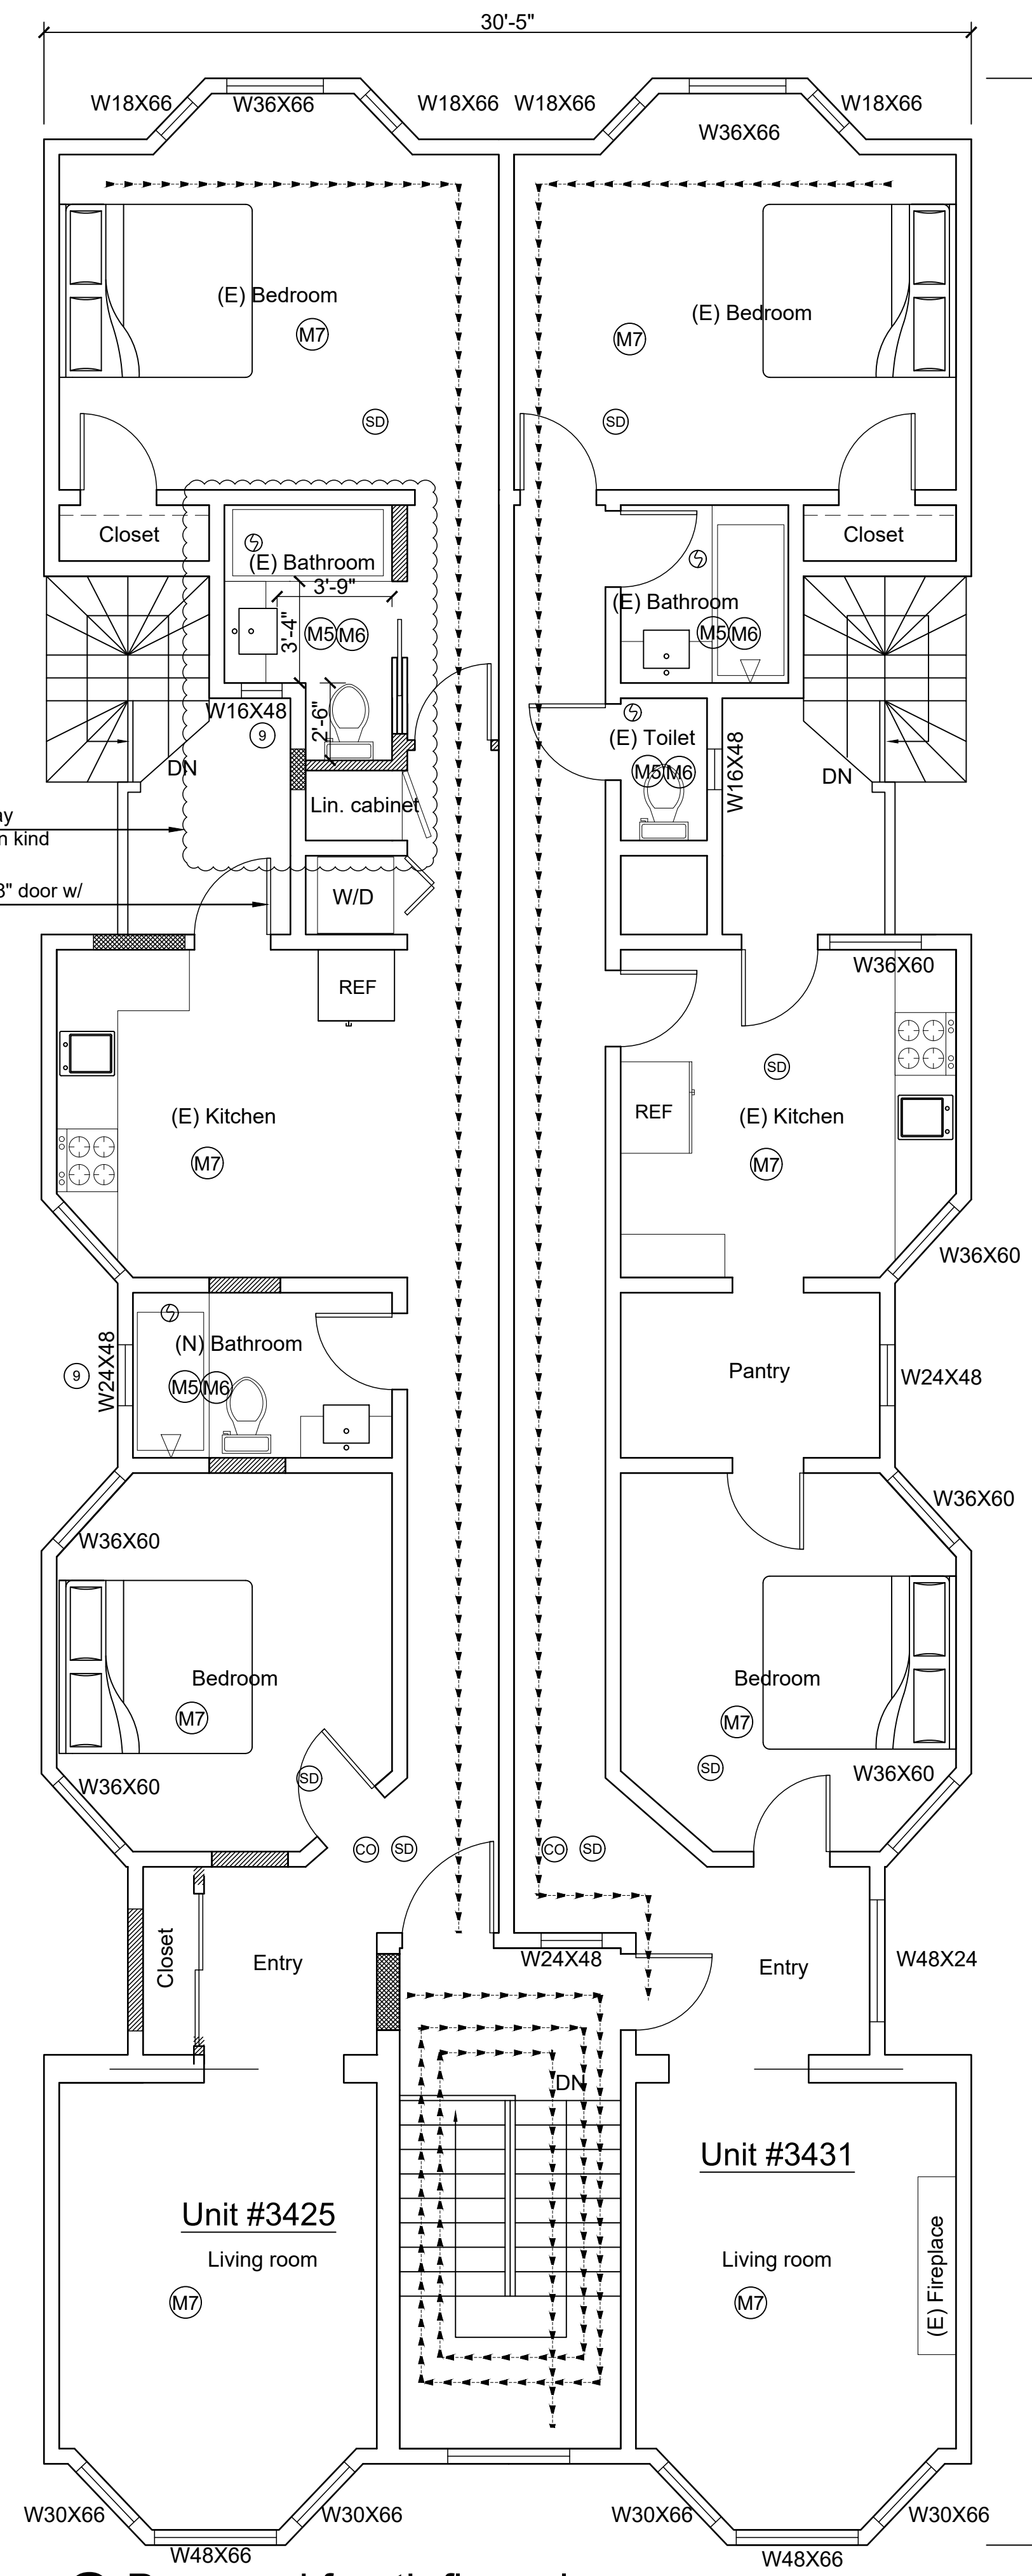 30'-5"
W18X66
W36X66
W18X66
W18X66
W36X66
W18X66
(E) Bedroom
M7
(E) Bedroom
M7
SD
SD
Closet
(E) Bathroom
3'-9"
3'-4"
M5 M6
2'-6"
W16X48
9
DN
Lin. cabinet
W/D
n kind
3" door w/
(E) Bathroom
M5 M6
Closet
(E) Toilet
M5 M6
W16X48
DN
REF
W36X60
SD
REF
(E) Kitchen
M7
(E) Kitchen
M7
W36X60
(N) Bathroom
M5 M6
W24X48
9
Pantry
W24X48
W36X60
W36X60
Bedroom
M7
W36X60
SD
CO
SD
Bedroom
M7
SD
W36X60
CO
SD
Closet
Entry
W24X48
Entry
W48X24
DN
Unit #3425
Living room
M7
Unit #3431
Living room
M7
(E) Fireplace
W30X66
W48X66
W30X66
W30X66
W48X66
W30X66